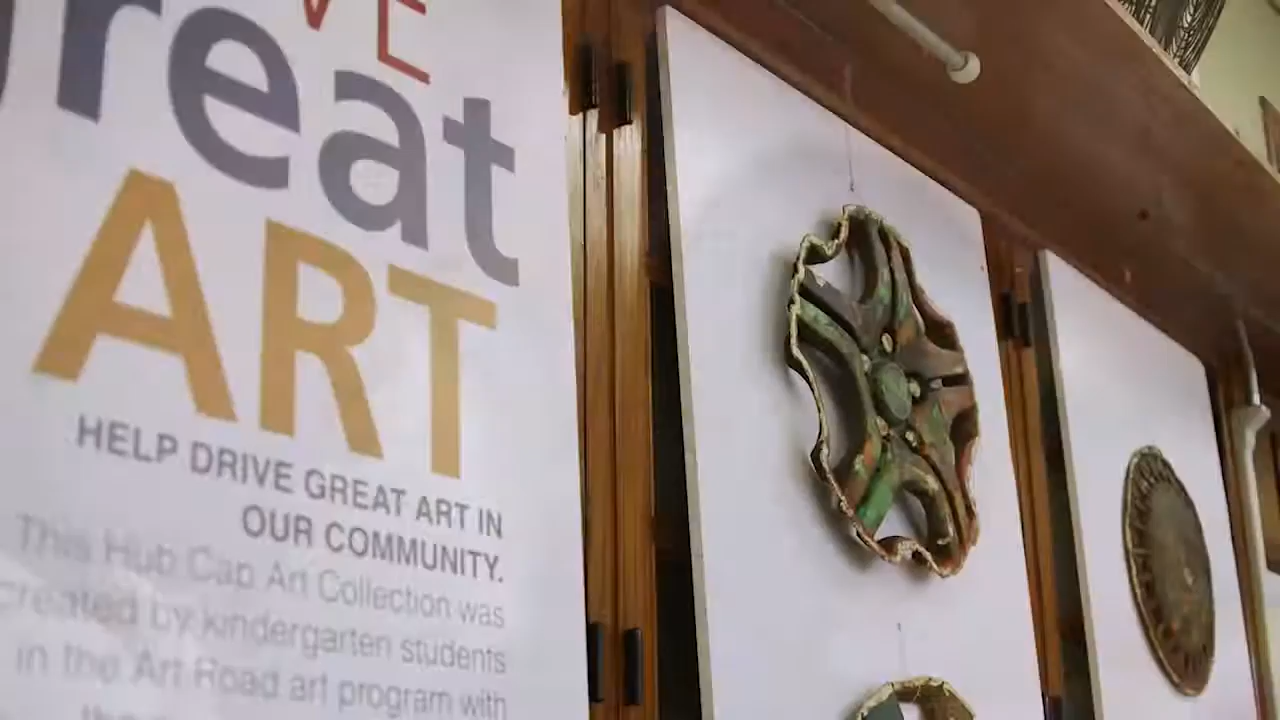 VE
reat
ART
HELP DRIVE GREAT ART IN
OUR COMMUNITY.
This Hub Cap Art Collection was
created by kindergarten students
in the Art Road art program with